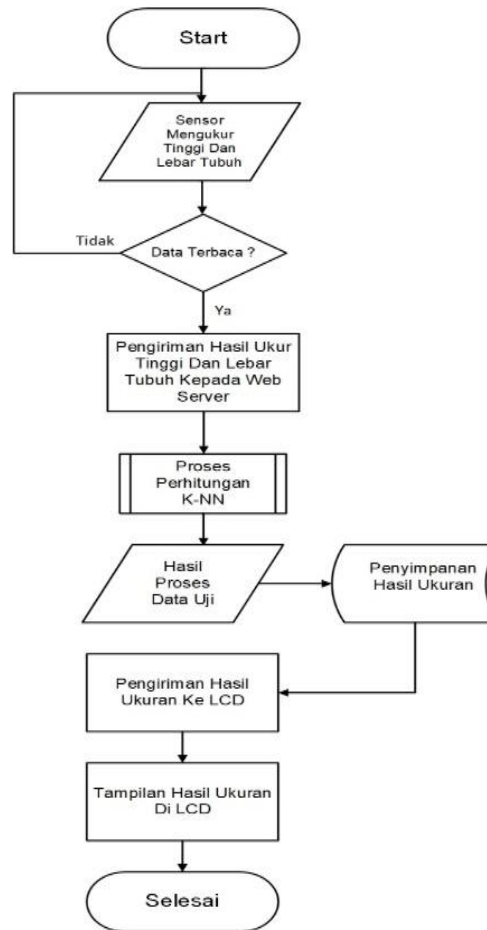 Start
Sensor
Mengukur
Tinggi Dan
Lebar Tubuh
Tidak
Data Terbaca ?
Ya
Pengiriman Hasil Ukur
Tinggi Dan Lebar
Tubuh Kepada Web
Server
Proses
Perhitungan
K-NN
Hasil
Proses
Data Uji
Penyimpanan
Hasil Ukuran
Pengiriman Hasil
Ukuran Ke LCD
Tampilan Hasil Ukuran
Di LCD
Selesai